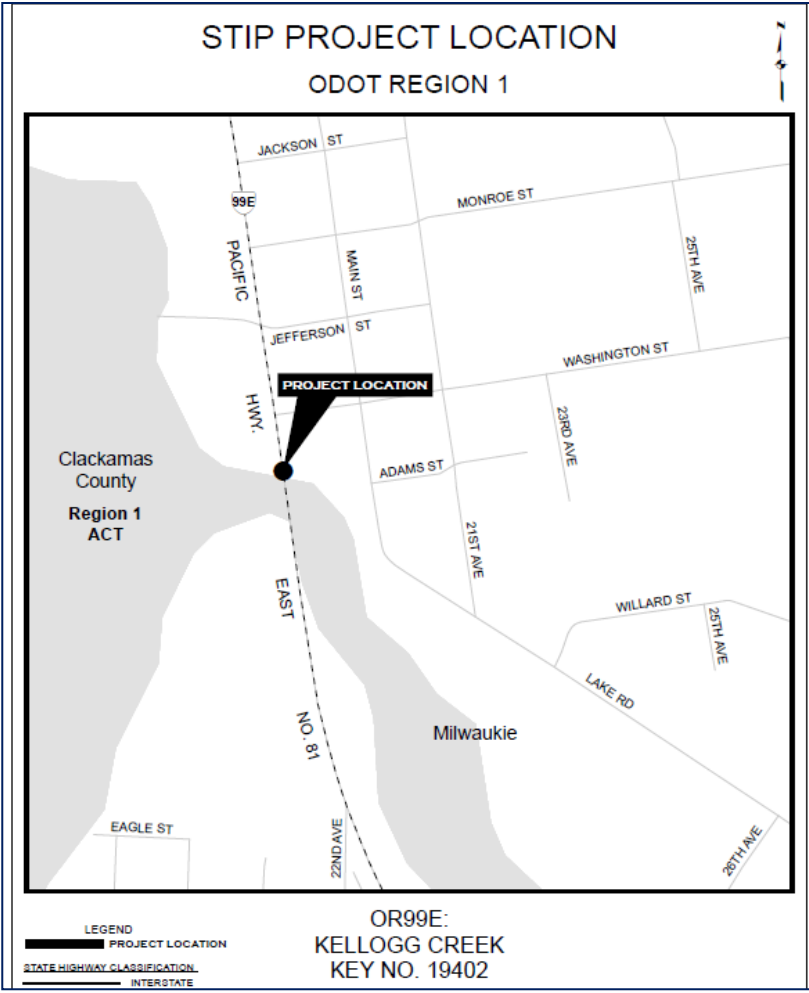 STIP PROJECT LOCATION
N
ODOT REGION 1
JACKSON ST
99E
MONROE ST
PACIFIC
MAIN ST
25TH AVE
JEFFERSON ST
WASHINGTON ST
PROJECT LOCATION
HWY.
23RD AVE
Clackamas
County
ADAMS ST
Region 1
ACT
21ST AVE
EAST
WILLARD ST
25TH AVE
LAKE RD
NO. 81
Milwaukie
EAGLE ST
22ND AVE
26TH AVE
LEGEND
PROJECT LOCATION
STATE HIGHWAY CLASSIFICATION
INTERSTATE
OR99E:
KELLOGG CREEK
KEY NO. 19402